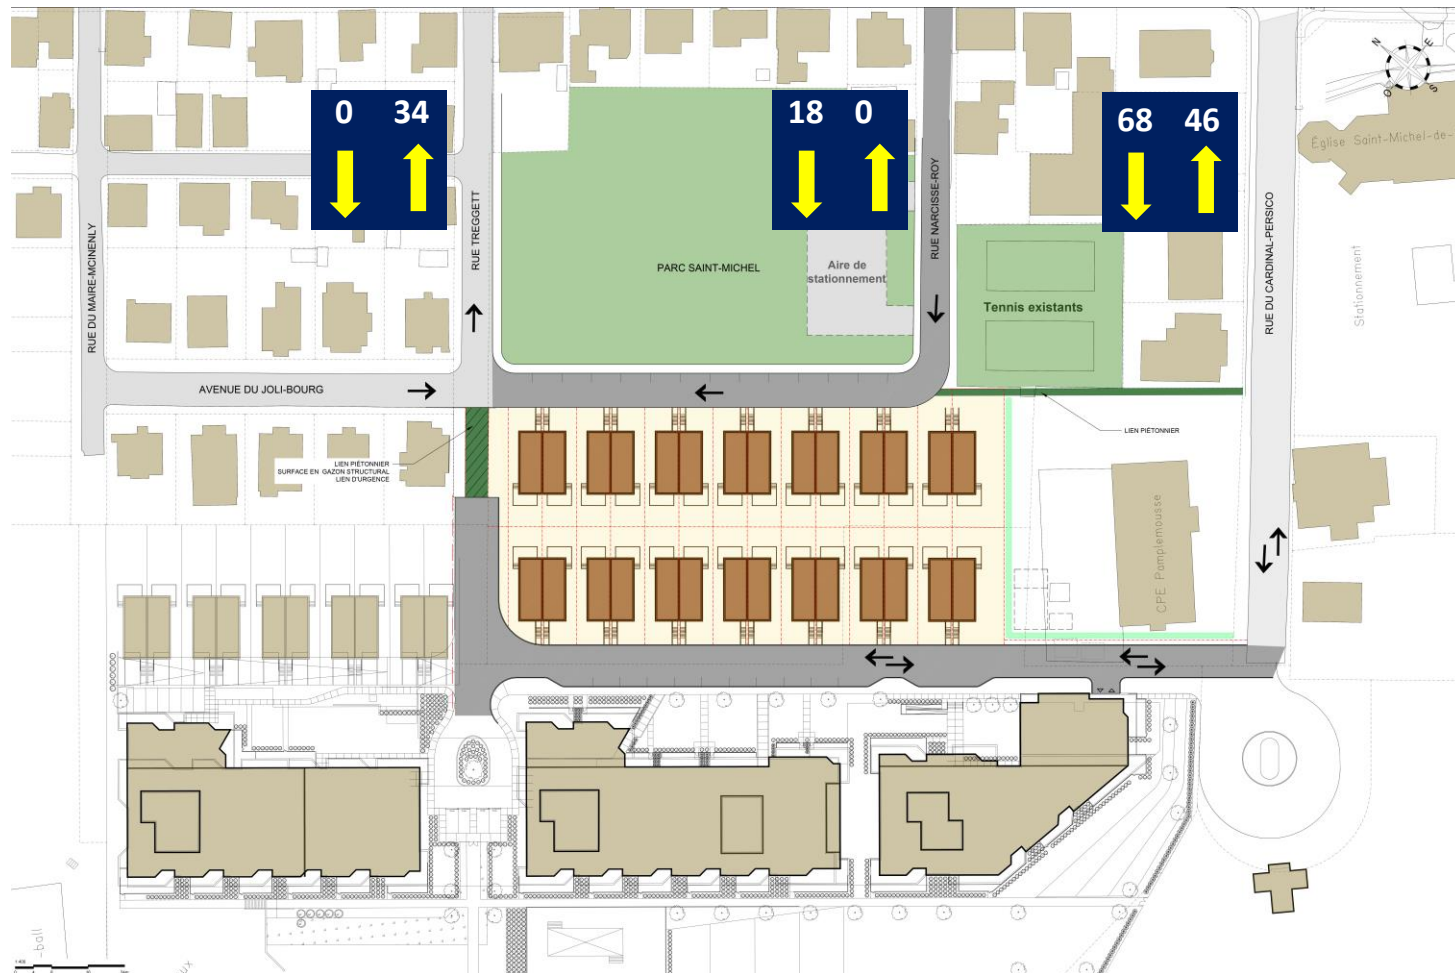 0 34
18 0
68 46
N
E
S
O
Église Saint-Michel-de-
RUE DU MAIRE-MCINENLY
RUE TREGGETT
PARC SAINT-MICHEL
Aire de
stationnement
RUE NARCISSE-ROY
Tennis existants
RUE DU CARDINAL-PERSICO
Stationnement
AVENUE DU JOLI-BOURG
LIEN PIÉTONNIER
SURFACE EN GAZON STRUCTURAL
LIEN D'URGENCE
LIEN PIÉTONNIER
CPE Pamplemousse
ball
ux